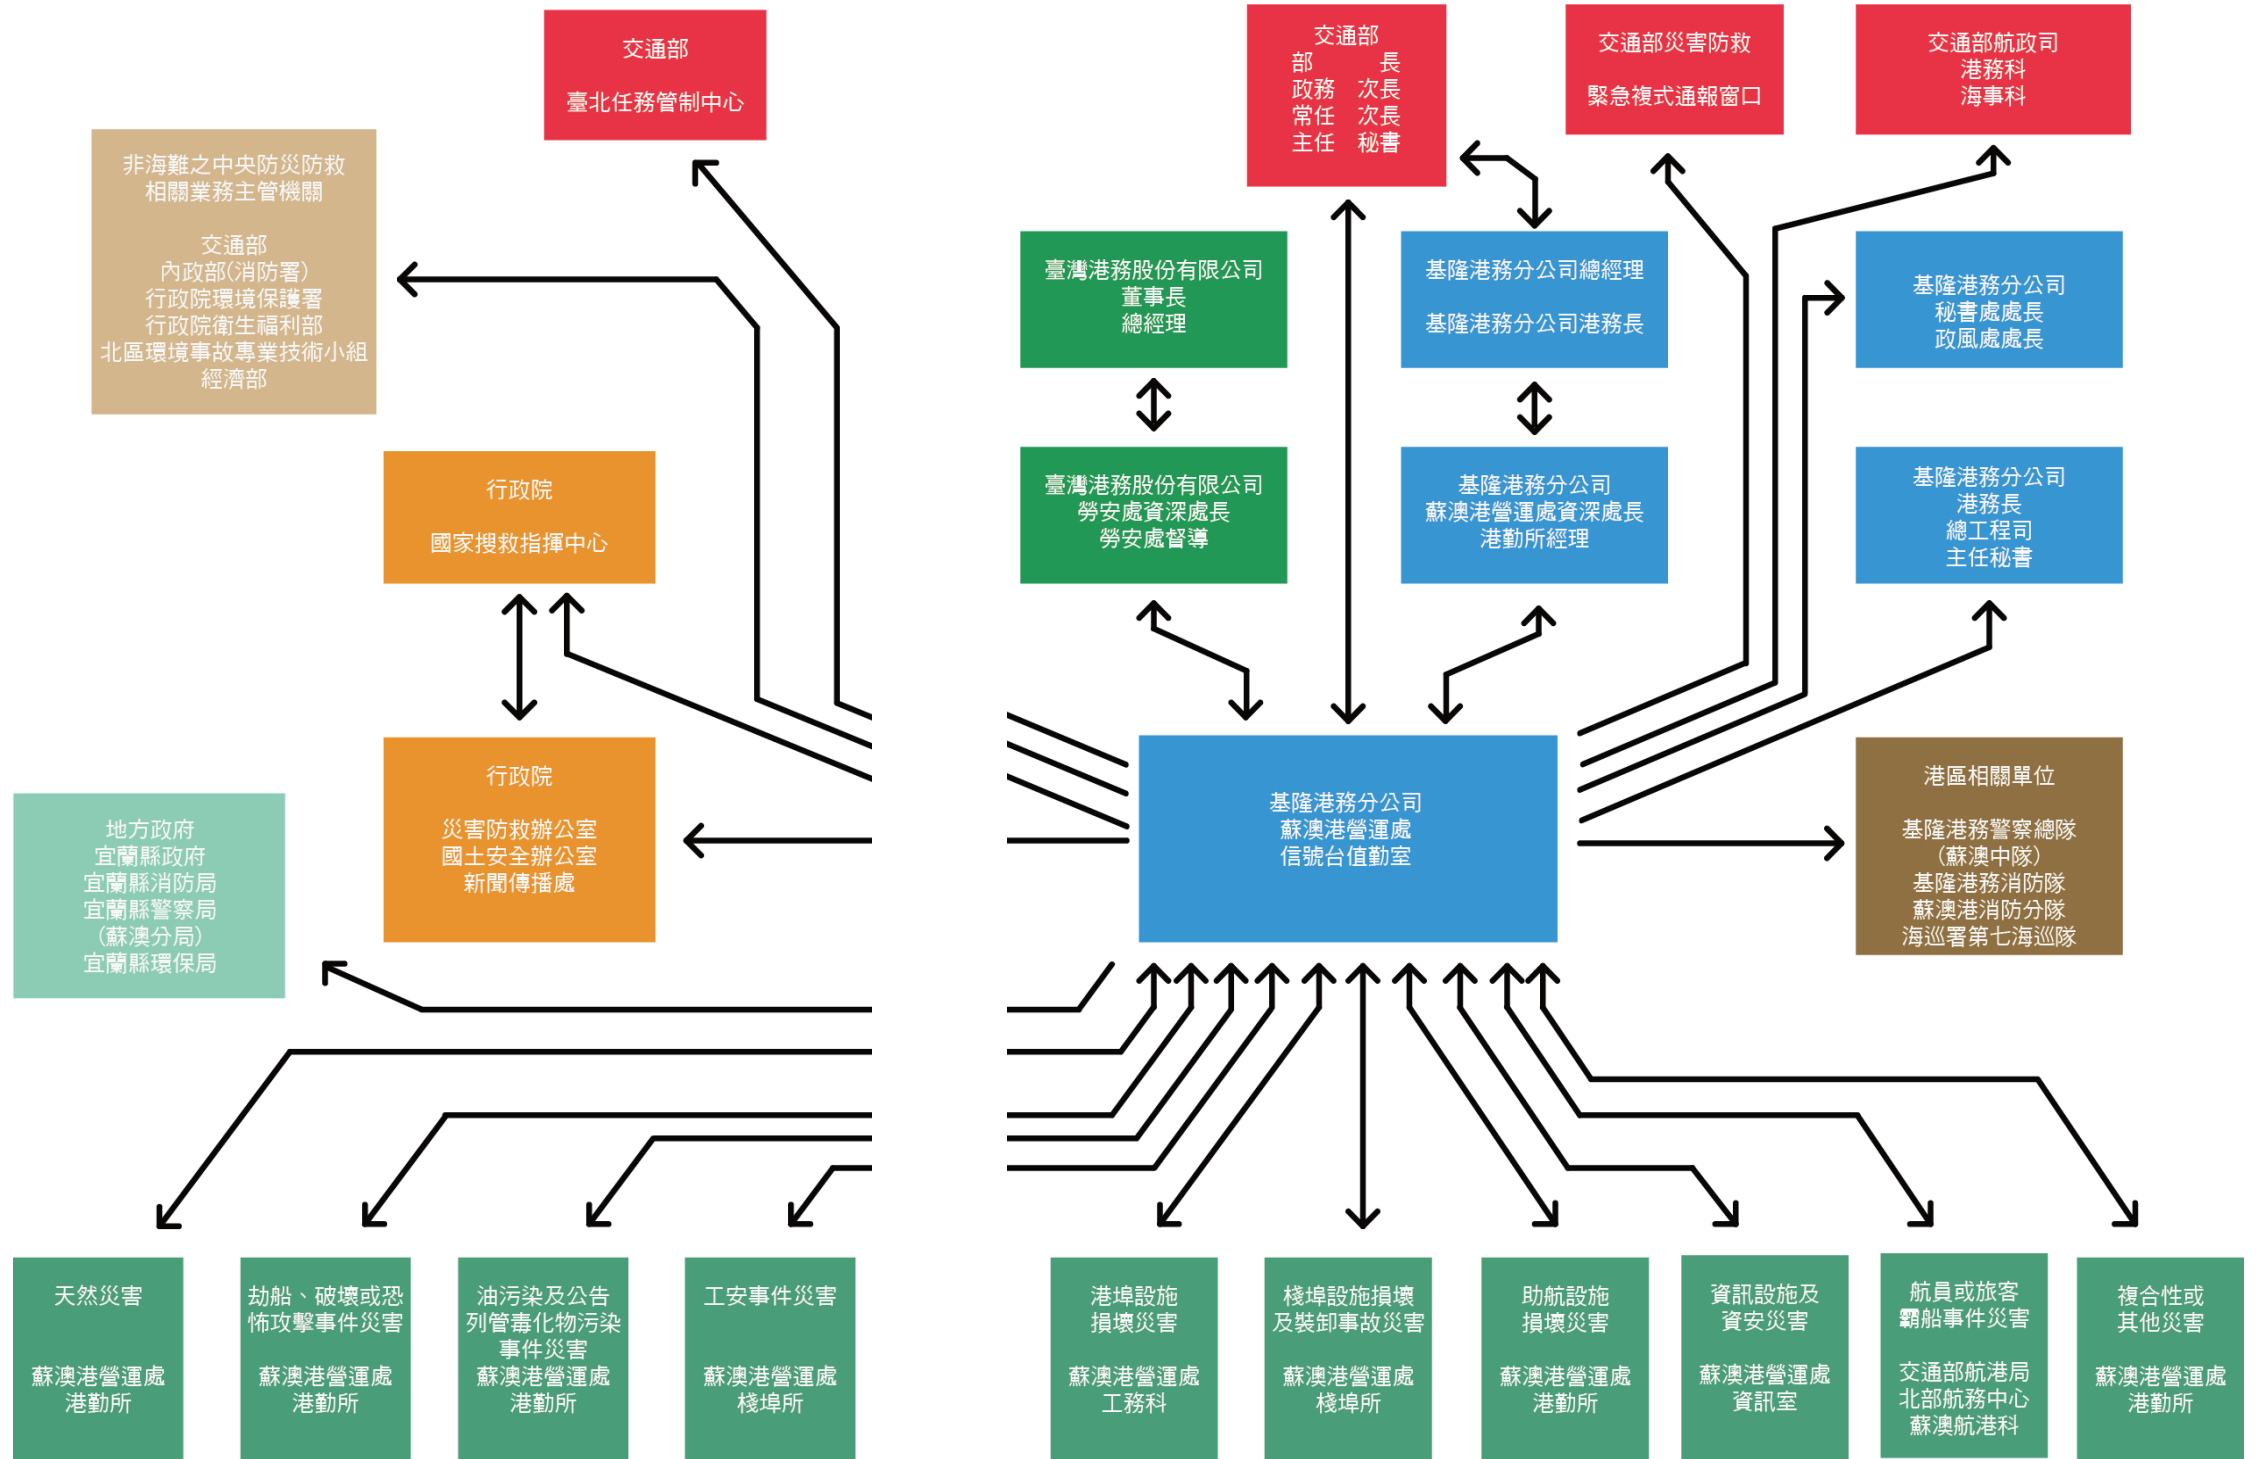 交通部
臺北任務管制中心
交通部
部　　　長
政務　次長
常任　次長
主任　秘書
交通部災害防救
緊急複式通報窗口
交通部航政司
港務科
海事科
非海難之中央防災防救
相關業務主管機關
交通部
內政部(消防署)
行政院環境保護署
行政院衛生福利部
北區環境事故專業技術小組
經濟部
臺灣港務股份有限公司
董事長
總經理
基隆港務分公司總經理
基隆港務分公司港務長
基隆港務分公司
秘書處處長
政風處處長
行政院
國家搜救指揮中心
臺灣港務股份有限公司
勞安處資深處長
勞安處督導
基隆港務分公司
蘇澳港營運處資深處長
港勤所經理
基隆港務分公司
港務長
總工程司
主任秘書
地方政府
宜蘭縣政府
宜蘭縣消防局
宜蘭縣警察局
（蘇澳分局）
宜蘭縣環保局
行政院
災害防救辦公室
國土安全辦公室
新聞傳播處
基隆港務分公司
蘇澳港營運處
信號台值勤室
港區相關單位
基隆港務警察總隊
（蘇澳中隊）
基隆港務消防隊
蘇澳港消防分隊
海巡署第七海巡隊
天然災害
蘇澳港營運處
港勤所
劫船、破壞或恐
怖攻擊事件災害
蘇澳港營運處
港勤所
油污染及公告
列管毒化物污染
事件災害
蘇澳港營運處
港勤所
工安事件災害
蘇澳港營運處
棧埠所
港埠設施
損壞災害
蘇澳港營運處
工務科
棧埠設施損壞
及裝卸事故災害
蘇澳港營運處
棧埠所
助航設施
損壞災害
蘇澳港營運處
港勤所
資訊設施及
資安災害
蘇澳港營運處
資訊室
航員或旅客
霸船事件災害
交通部航港局
北部航務中心
蘇澳航港科
複合性或
其他災害
蘇澳港營運處
港勤所